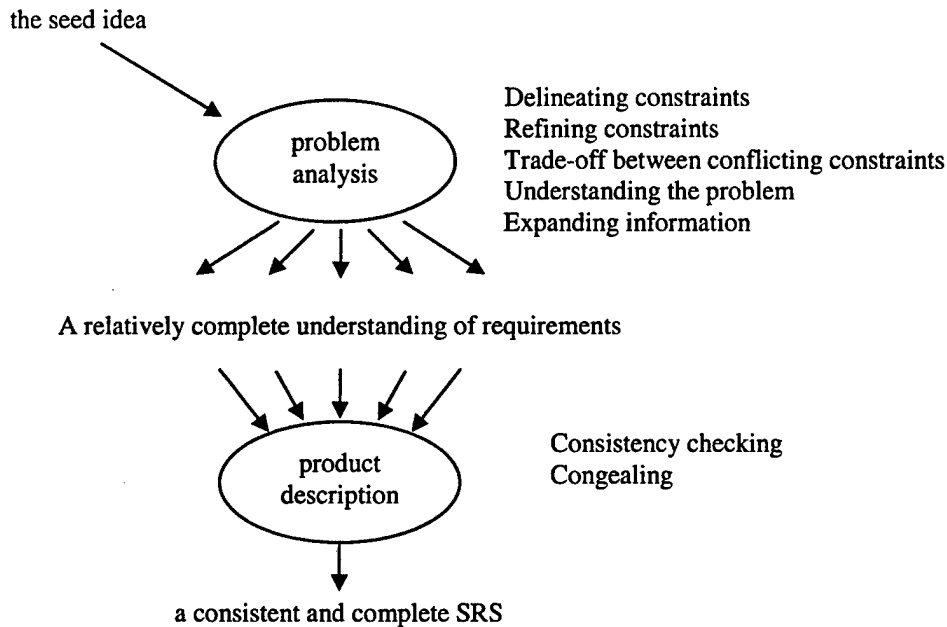 the seed idea
problem
analysis
Delineating constraints
Refining constraints
Trade-off between conflicting constraints
Understanding the problem
Expanding information
A relatively complete understanding of requirements
product
description
Consistency checking
Congealing
a consistent and complete SRS